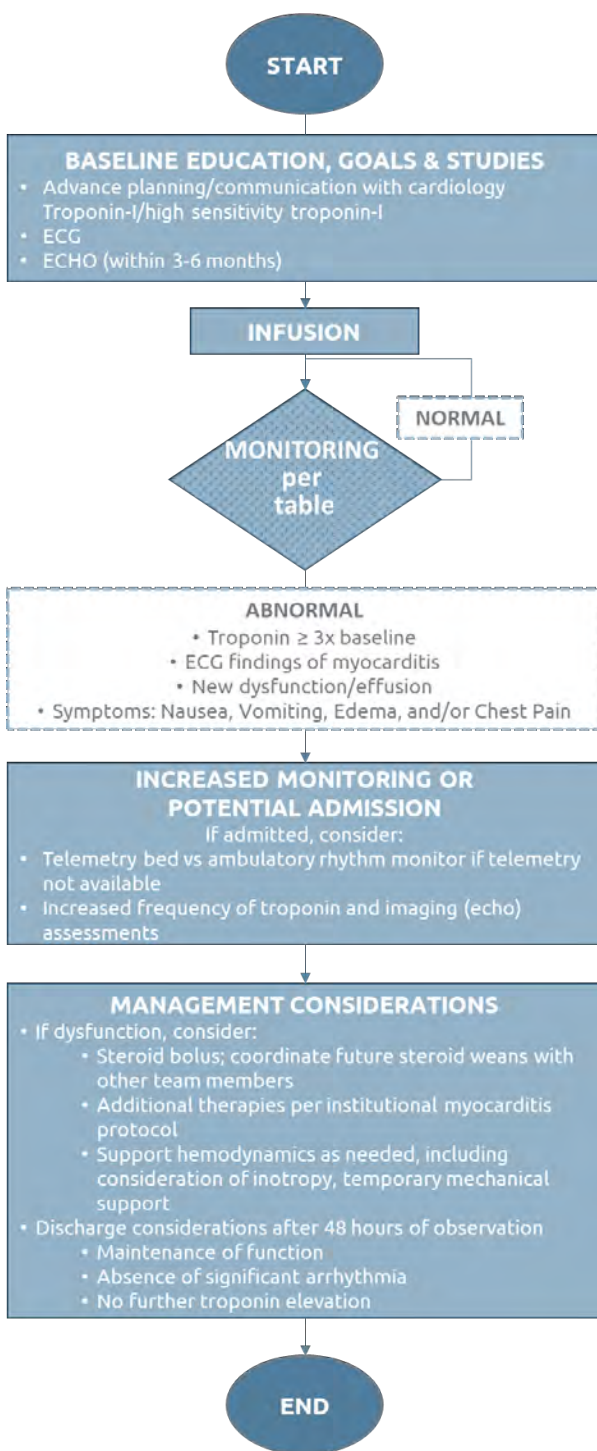 START
BASELINE EDUCATION, GOALS & STUDIES
• Advance planning/communication with cardiology
Troponin-I/high sensitivity troponin-I
• ECG
• ECHO (within 3-6 months)
INFUSION
NORMAL
MONITORING
per
table
ABNORMAL
• Troponin ≥ 3x baseline
• ECG findings of myocarditis
• New dysfunction/effusion
• Symptoms: Nausea, Vomiting, Edema, and/or Chest Pain
INCREASED MONITORING OR
POTENTIAL ADMISSION
If admitted, consider:
• Telemetry bed vs ambulatory rhythm monitor if telemetry
not available
• Increased frequency of troponin and imaging (echo)
assessments
MANAGEMENT CONSIDERATIONS
• If dysfunction, consider:
• Steroid bolus; coordinate future steroid weans with
other team members
• Additional therapies per institutional myocarditis
protocol
• Support hemodynamics as needed, including
consideration of inotropy, temporary mechanical
support
• Discharge considerations after 48 hours of observation
• Maintenance of function
• Absence of significant arrhythmia
• No further troponin elevation
END